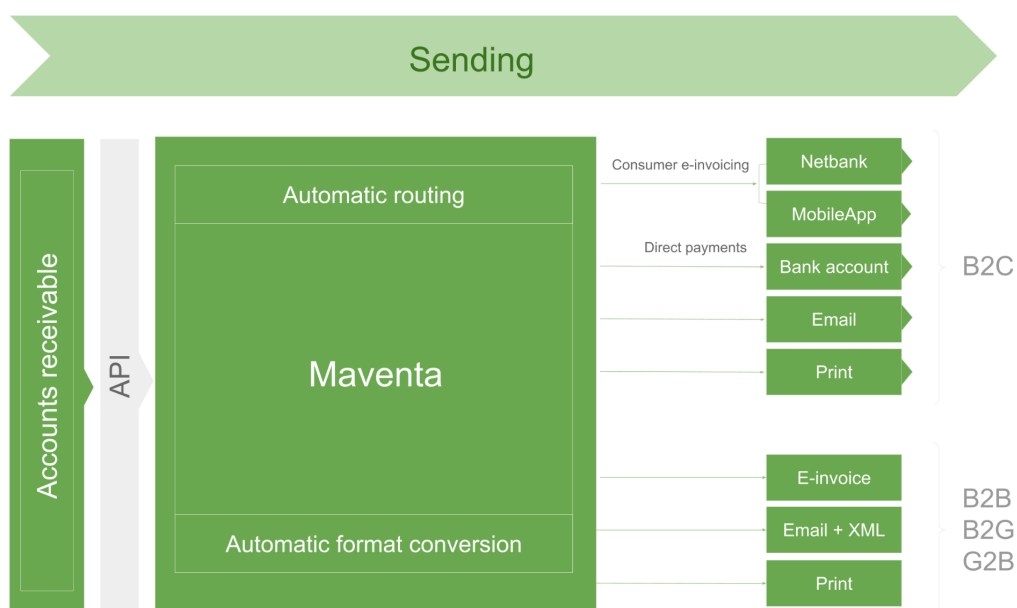 Sending
Accounts receivable
API
Automatic routing
Maventa
Automatic format conversion
Consumer e-invoicing
Direct payments
Netbank
MobileApp
Bank account
Email
Print
B2C
E-invoice
Email + XML
Print
B2B
B2G
G2B